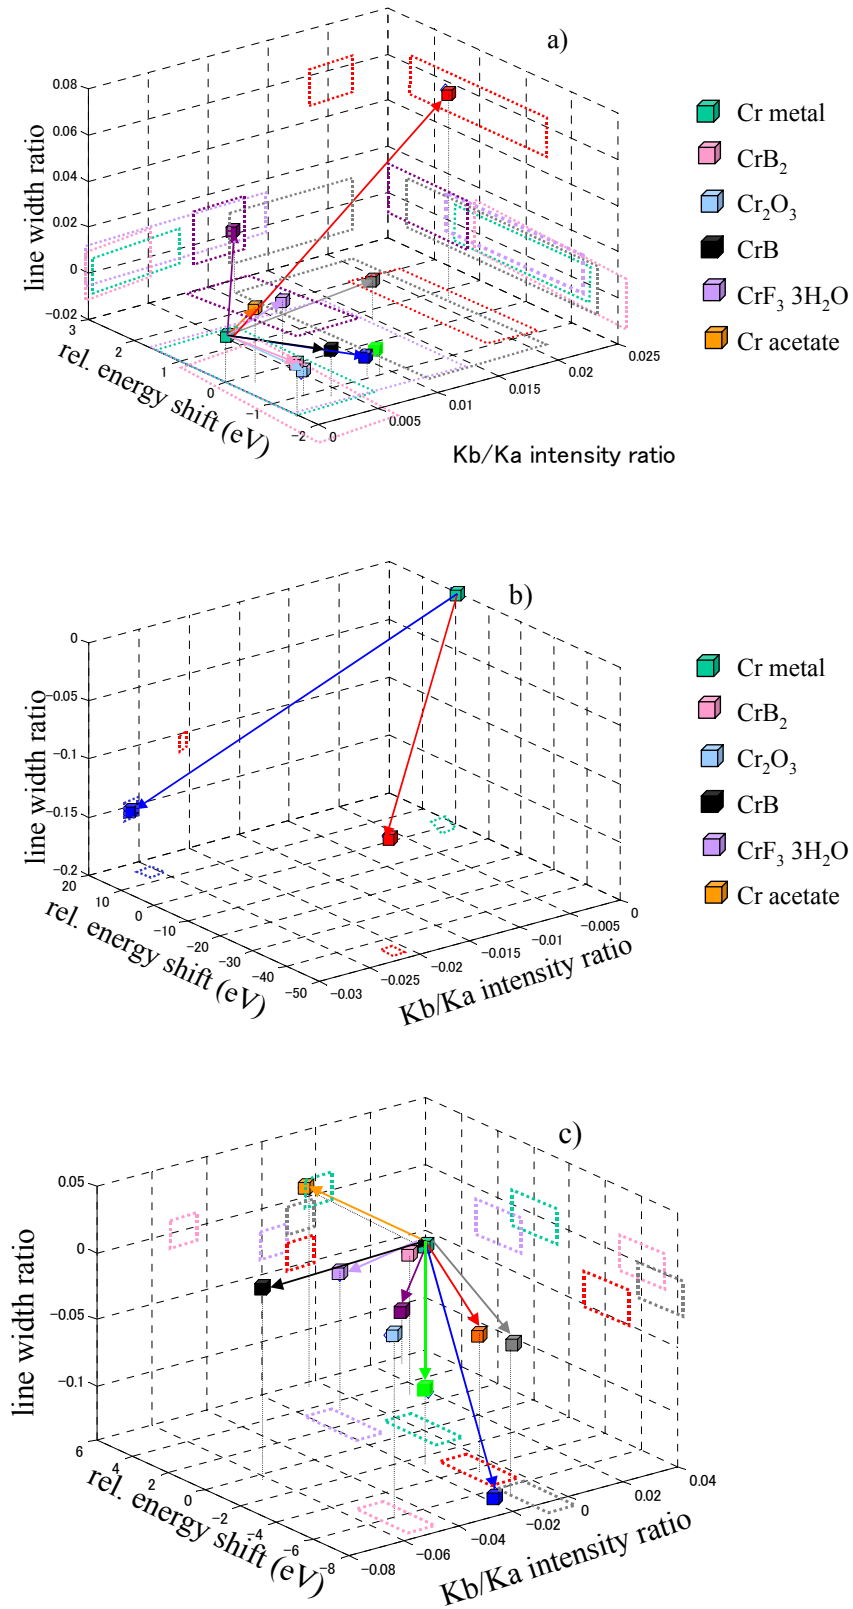 a)
0.08
0.06
0.04
0.02
0
−0.02
line width ratio
3
2
1
0
−1
−2
rel. energy shift (eV)
0
0.005
0.01
0.015
0.02
0.025
Kb/Ka intensity ratio
Cr metal
CrB2
Cr2O3
CrB
CrF3 3H2O
Cr acetate
b)
0
−0.05
−0.1
−0.15
−0.2
line width ratio
20
10
0
−10
−20
−30
−40
−50
rel. energy shift (eV)
−0.03
−0.025
−0.02
−0.015
−0.01
−0.005
0
Kb/Ka intensity ratio
Cr metal
CrB2
Cr2O3
CrB
CrF3 3H2O
Cr acetate
c)
0.05
0
−0.05
−0.1
line width ratio
6
4
2
0
−2
−4
−6
−8
rel. energy shift (eV)
−0.08
−0.06
−0.04
−0.02
0
0.02
0.04
Kb/Ka intensity ratio